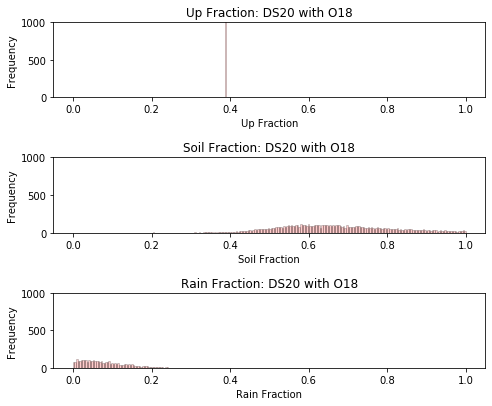 Up Fraction: DS20 with O18
1000
500
0
Frequency
0.0 0.2 0.4 0.6 0.8 1.0
Up Fraction
Soil Fraction: DS20 with O18
1000
500
0
Frequency
0.0 0.2 0.4 0.6 0.8 1.0
Soil Fraction
Rain Fraction: DS20 with O18
1000
500
0
Frequency
0.0 0.2 0.4 0.6 0.8 1.0
Rain Fraction